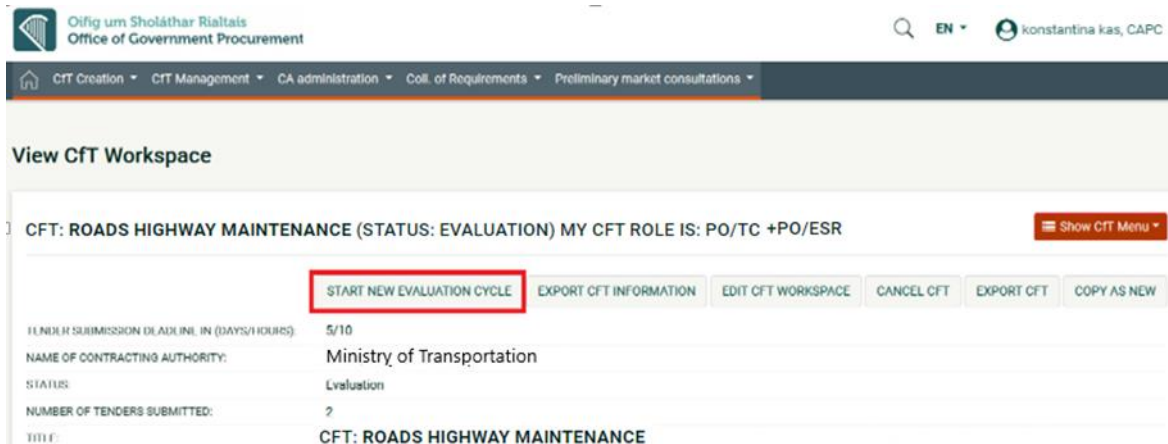 Oifig um Sholáthar Rialtais
Office of Government Procurement
EN
konstantina kas, CAPC
CfT Creation CfT Management CA administration Coll. of Requirements Preliminary market consultations
View CfT Workspace
CFT: ROADS HIGHWAY MAINTENANCE (STATUS: EVALUATION) MY CFT ROLE IS: PO/TC +PO/ESR
Show CfT Menu
START NEW EVALUATION CYCLE EXPORT CFT INFORMATION EDIT CFT WORKSPACE CANCEL CFT EXPORT CFT COPY AS NEW
TENDER SUBMISSION DEADLINE IN (DAYS/HOURS): 5/10
NAME OF CONTRACTING AUTHORITY: Ministry of Transportation
STATUS: Evaluation
NUMBER OF TENDERS SUBMITTED: 2
TITLE: CFT: ROADS HIGHWAY MAINTENANCE